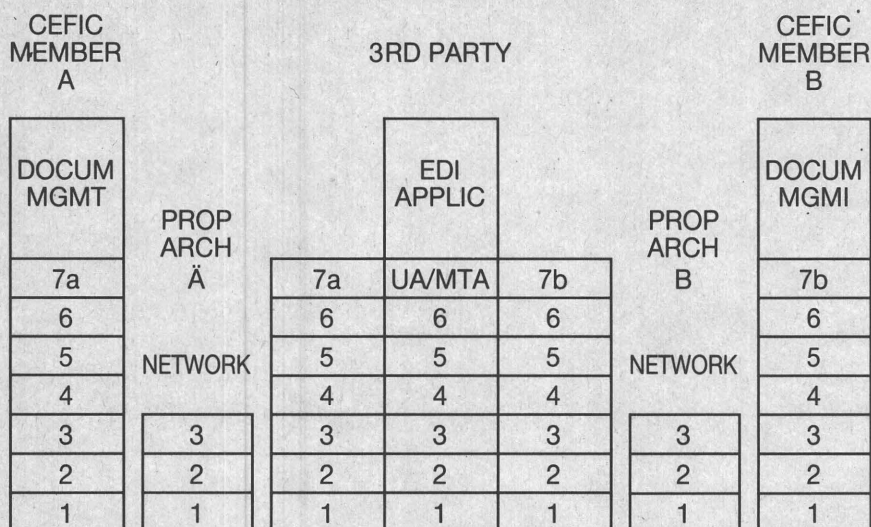 CEFIC
MEMBER
A
3RD PARTY
CEFIC
MEMBER
B
DOCUM
MGMT
EDI
APPLIC
DOCUM
MGMI
PROP
ARCH
Ä
PROP
ARCH
B
7a
7a UA/MTA 7b
7b
6 6 6 6 6
5 NETWORK 5 5 5 NETWORK 5
4 4 4 4 4
3 3 3 3 3 3 3
2 2 2 2 2 2 2
1 1 1 1 1 1 1